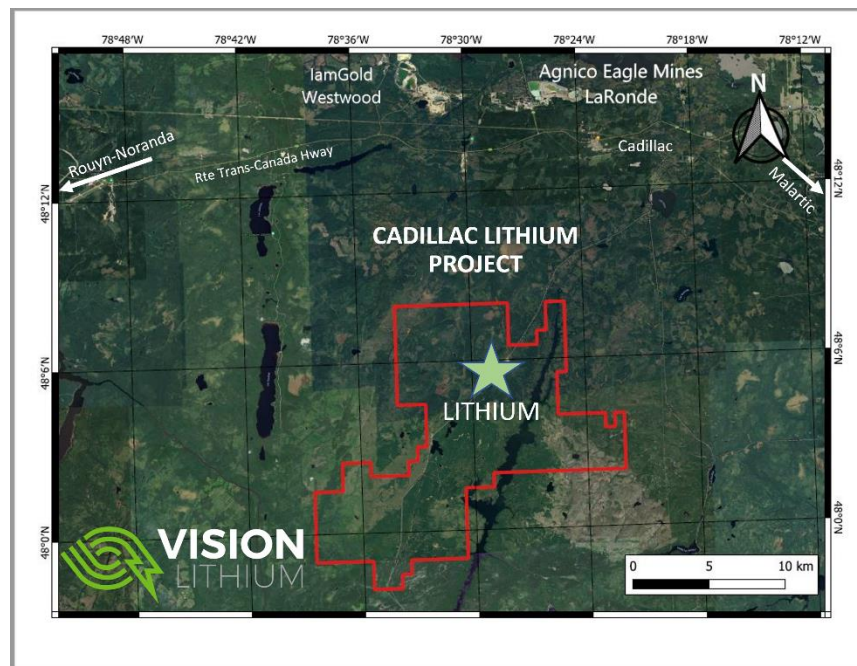 78°48'W 78°42'W 78°36'W 78°30'W 78°24'W 78°18'W 78°12'W
IamGold
Westwood
Agnico Eagle Mines
LaRonde
N
Rouyn-Noranda
Rte Trans-Canada Hway
Cadillac
Malartic
48°12'N
48°12'N
CADILLAC LITHIUM
PROJECT
48°6'N
48°6'N
LITHIUM
48°0'N
48°0'N
VISION
LITHIUM
0 5 10 km